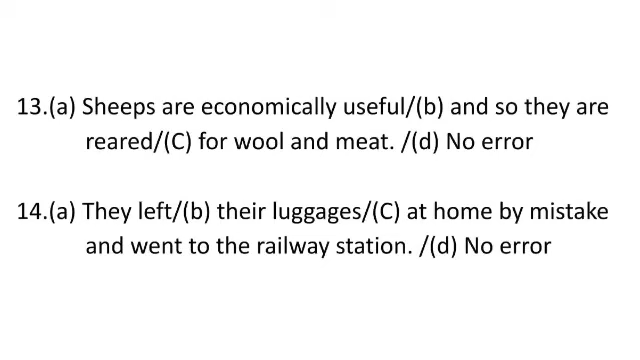 13.(a) Sheeps are economically useful/(b) and so they are
reared/(C) for wool and meat. /(d) No error
14.(a) They left/(b) their luggages/(C) at home by mistake
and went to the railway station. /(d) No error